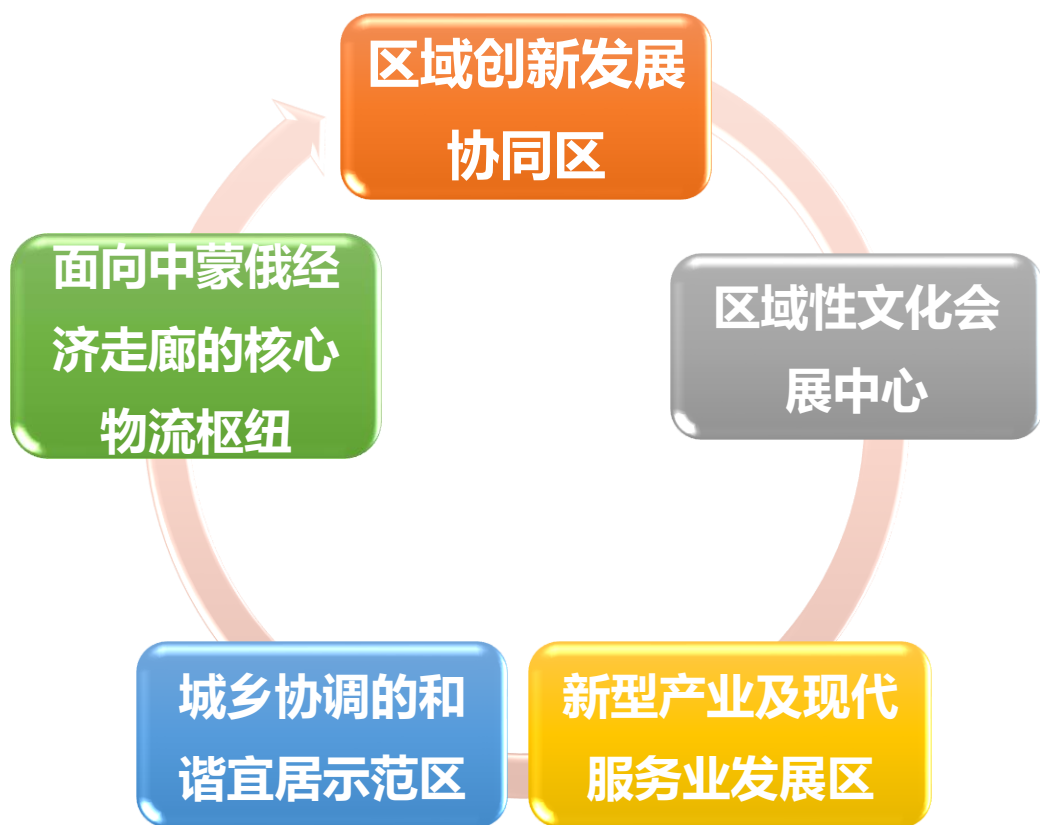 区域创新发展
协同区
区域性文化会
展中心
新型产业及现代
服务业发展区
城乡协调的和
谐宜居示范区
面向中蒙俄经
济走廊的核心
物流枢纽